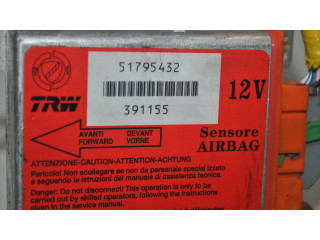 51795432
391155
12V
TRW
AVANTI DEVANT
FORWARD VORNE
Sensore
AIRBAG
ATTENZIONE-CAUTION-ATTENTION-ACHTUNG
Pericolo! Non scollegare se non da personale specializzato
e seguendo le istruzioni del manuale di assistenza tecnica.
Danger: Do not disconnect! This operation is only to be
carried out by skilled operators, following the instructions
given in the service manual.